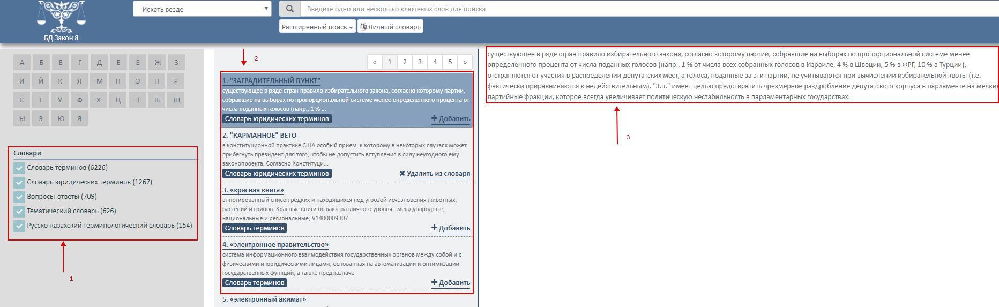 БД Закон 8
Искать везде
Введите одно или несколько ключевых слов для поиска
Расширенный поиск
Личный словарь
А Б В Г Д Е Ё Ж З
И Й К Л М Н О П Р
С Т У Ф Х Ц Ч Ш Щ
Ы Э Ю Я
Словари
Словарь терминов (6226)
Словарь юридических терминов (1267)
Вопросы-ответы (709)
Тематический словарь (626)
Русско-казахский терминологический словарь (154)
1
2
« 1 2 3 4 5 »
1. "ЗАГРАДИТЕЛЬНЫЙ ПУНКТ"
существующее в ряде стран правило избирательного закона, согласно которому партии,
собравшие на выборах по пропорциональной системе менее определенного процента от
числа поданных голосов (напр., 1 % ...
Словарь юридических терминов
Добавить
2. "КАРМАННОЕ" ВЕТО
в конституционной практике США особый прием, к которому в некоторых случаях может
прибегнуть президент для того, чтобы не допустить вступления в силу неугодного ему
законопроекта. Согласно Конституци...
Словарь юридических терминов
Удалить из словаря
3. «красная книга»
аннотированный список редких и находящихся под угрозой исчезновения животных,
растений и грибов. Красные книги бывают различного уровня - международные,
национальные и региональные; V1400009307
Словарь терминов
Добавить
4. «электронное правительство»
система информационного взаимодействия государственных органов между собой и с
физическими и юридическими лицами, основанная на автоматизации и оптимизации
государственных функций, а также предназначе
Словарь терминов
Добавить
5. «электронный акимат»
существующее в ряде стран правило избирательного закона, согласно которому партии, собравшие на выборах по пропорциональной системе менее
определенного процента от числа поданных голосов (напр., 1 % от числа всех собранных голосов в Израиле, 4 % в Швеции, 5 % в ФРГ, 10 % в Турции),
отстраняются от участия в распределении депутатских мест, а голоса, поданные за эти партии, не учитываются при вычислении избирательной квоты (т.е.
фактически приравниваются к недействительным). "З.п." имеет целью предотвратить чрезмерное раздробление депутатского корпуса в парламенте на мелкие
партийные фракции, которое всегда увеличивает политическую нестабильность в парламентарных государствах.
3